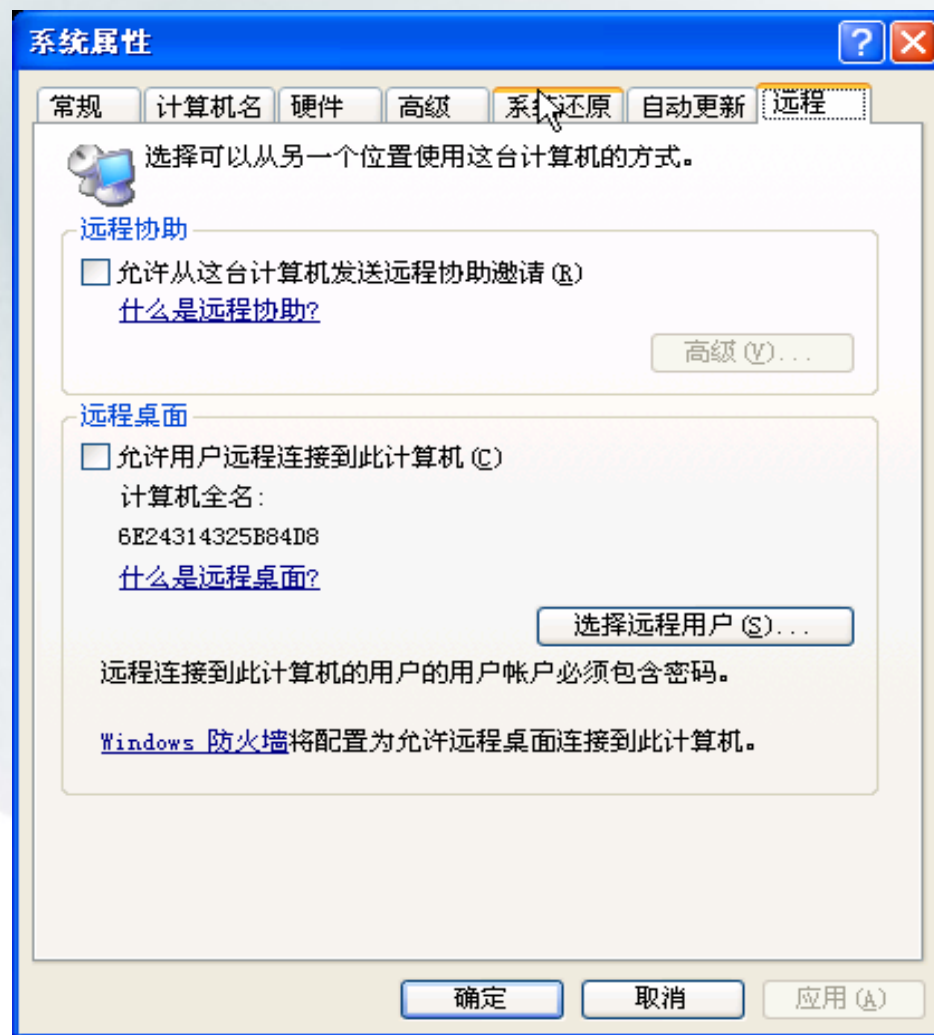 系统属性
常规 计算机名 硬件 高级 系统还原 自动更新 远程
选择可以从另一个位置使用这台计算机的方式。
远程协助
允许从这台计算机发送远程协助邀请(R)
什么是远程协助?
高级(V)...
远程桌面
允许用户远程连接到此计算机(C)
计算机全名:
6E24314325B84D8
什么是远程桌面?
选择远程用户(S)...
远程连接到此计算机的用户的用户帐户必须包含密码。
Windows 防火墙将配置为允许远程桌面连接到此计算机。
确定 取消 应用(A)